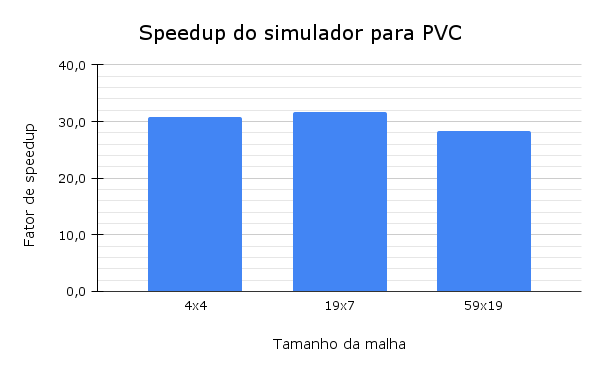 Speedup do simulador para PVC
Fator de speedup
40,0
30,0
20,0
10,0
0,0
4x4 19x7 59x19
Tamanho da malha